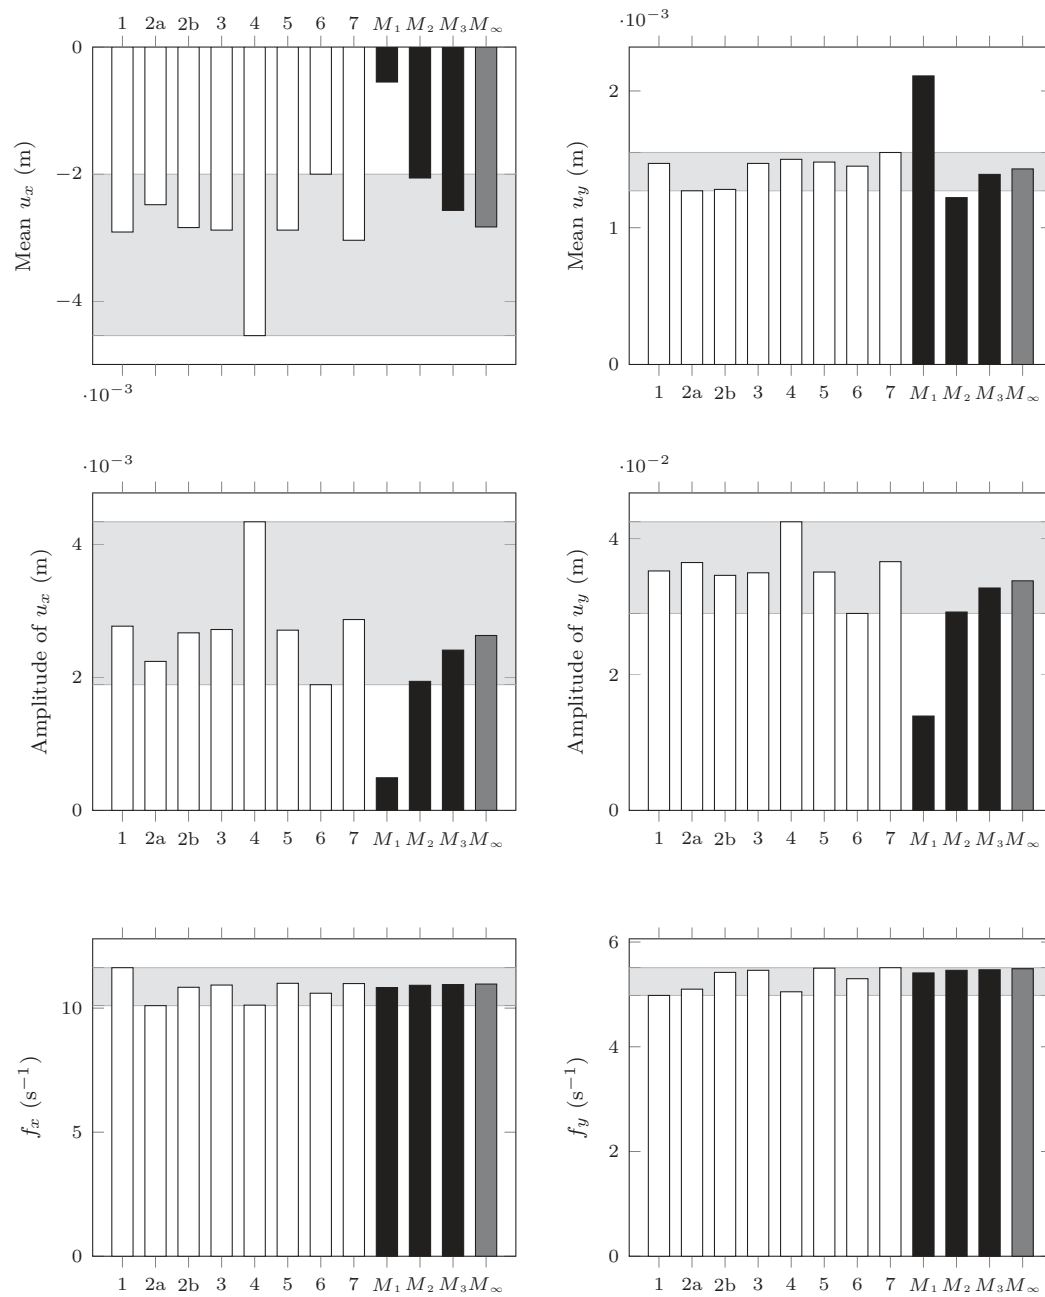 1 2a 2b 3 4 5 6 7 M₁ M₂ M₃ M∞
0
−2
−4
Mean uₓ (m)
·10⁻³
·10⁻³
2
1
0
Mean u_y (m)
1 2a 2b 3 4 5 6 7 M₁ M₂ M₃ M∞
·10⁻³
4
2
0
Amplitude of uₓ (m)
1 2a 2b 3 4 5 6 7 M₁ M₂ M₃ M∞
·10⁻²
4
2
0
Amplitude of u_y (m)
1 2a 2b 3 4 5 6 7 M₁ M₂ M₃ M∞
10
5
0
fₓ (s⁻¹)
1 2a 2b 3 4 5 6 7 M₁ M₂ M₃ M∞
6
4
2
0
f_y (s⁻¹)
1 2a 2b 3 4 5 6 7 M₁ M₂ M₃ M∞